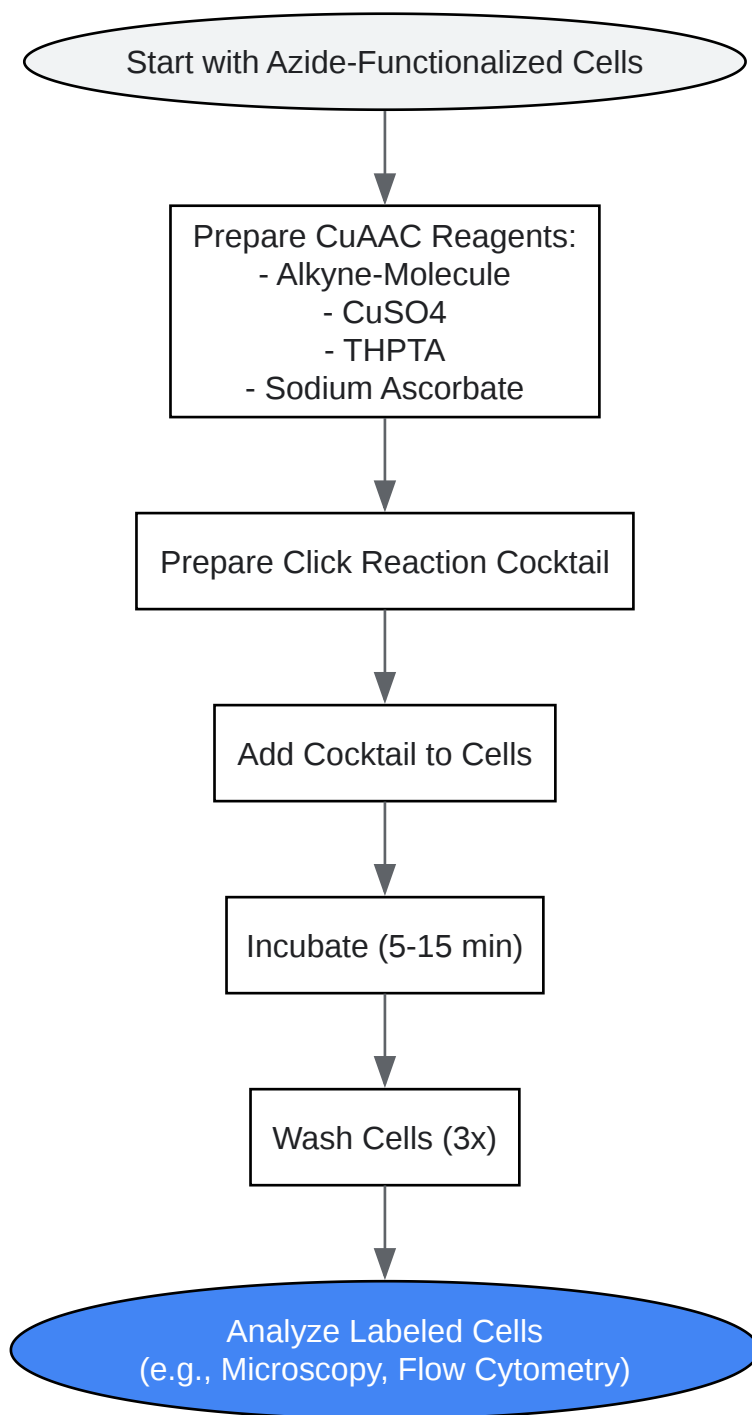 Start with Azide-Functionalized Cells
Prepare CuAAC Reagents:
- Alkyne-Molecule
- CuSO4
- THPTA
- Sodium Ascorbate
Prepare Click Reaction Cocktail
Add Cocktail to Cells
Incubate (5-15 min)
Wash Cells (3x)
Analyze Labeled Cells
(e.g., Microscopy, Flow Cytometry)